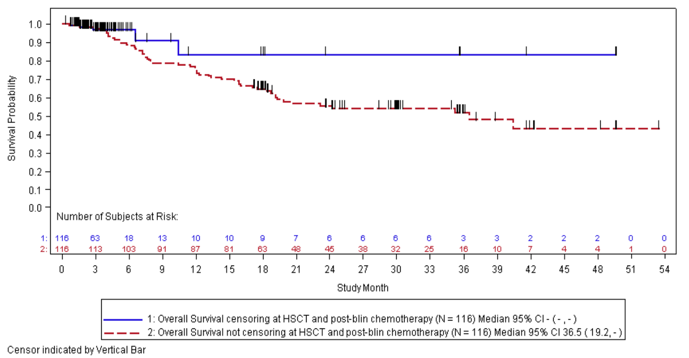 1.0
0.9
0.8
0.7
0.6
0.5
0.4
0.3
0.2
0.1
0.0
Survival Probability
Number of Subjects at Risk:
1: 116 63 18 13 10 10 9 7 6 6 6 6 3 3 2 2 2 0 0
2: 116 113 103 91 87 81 63 48 45 38 32 25 16 10 7 4 4 1 0
0 3 6 9 12 15 18 21 24 27 30 33 36 39 42 45 48 51 54
Study Month
1: Overall Survival censoring at HSCT and post-blin chemotherapy (N = 116) Median 95% CI - ( - , - )
2: Overall Survival not censoring at HSCT and post-blin chemotherapy (N = 116) Median 95% CI 36.5 ( 19.2, - )
Censor indicated by Vertical Bar